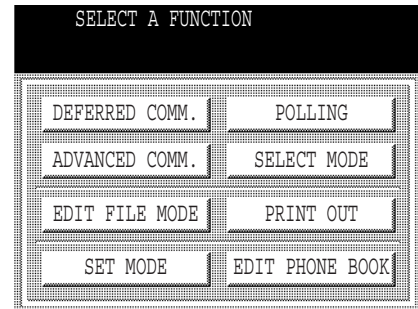 SELECT A FUNCTION
DEFERRED COMM. POLLING
ADVANCED COMM. SELECT MODE
EDIT FILE MODE PRINT OUT
SET MODE EDIT PHONE BOOK